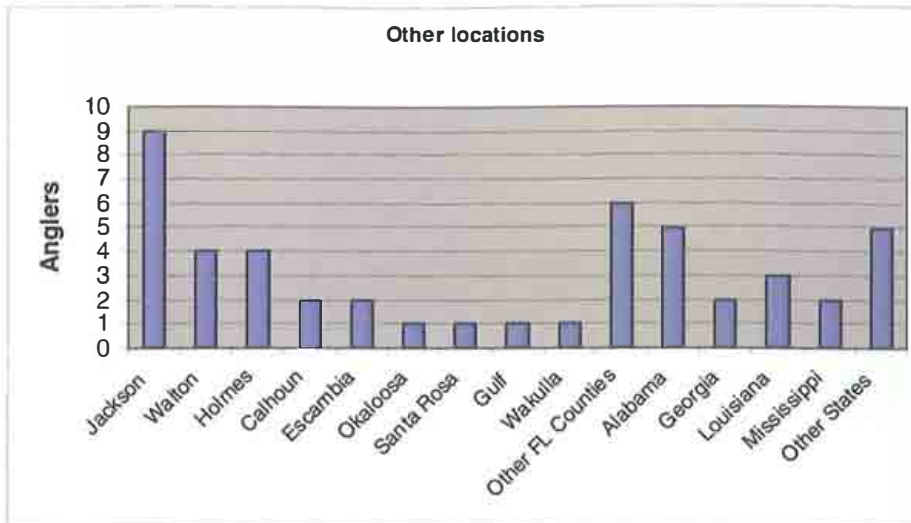 Other locations
Anglers
10
9
8
7
6
5
4
3
2
1
0
Jackson
Walton
Holmes
Calhoun
Escambia
Okaloosa
Santa Rosa
Gulf
Wakulla
Other FL Counties
Alabama
Georgia
Louisiana
Mississippi
Other States